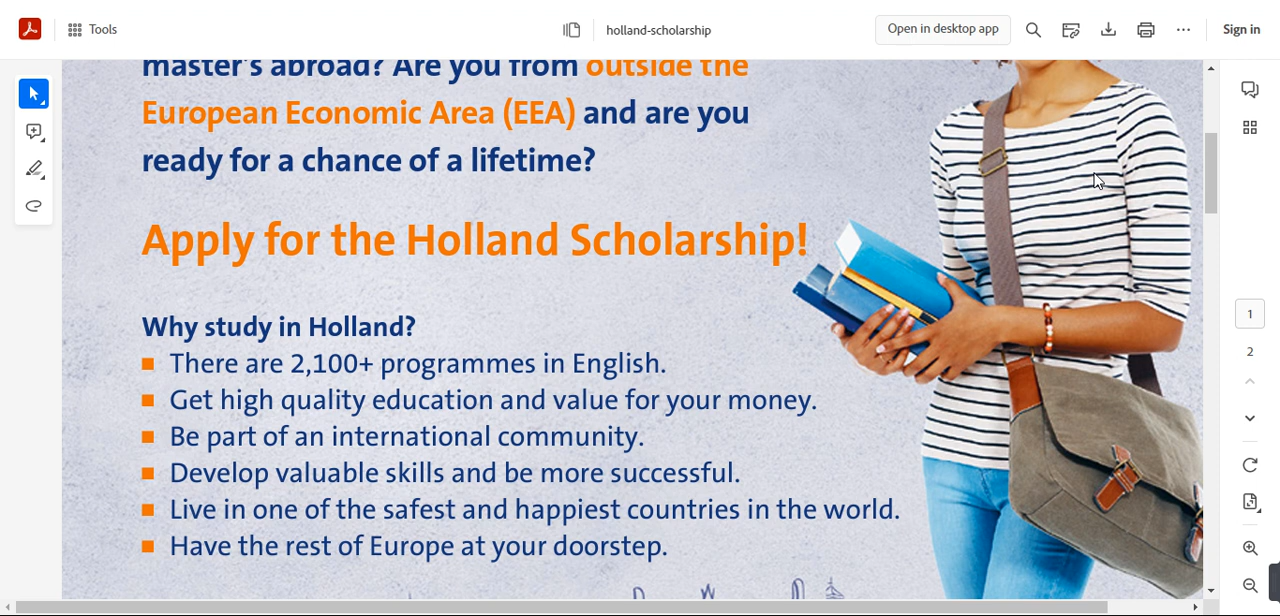 Tools
holland-scholarship
Open in desktop app
Sign in
master's abroad? Are you from outside the
European Economic Area (EEA) and are you
ready for a chance of a lifetime?
Apply for the Holland Scholarship!
Why study in Holland?
There are 2,100+ programmes in English.
Get high quality education and value for your money.
Be part of an international community.
Develop valuable skills and be more successful.
Live in one of the safest and happiest countries in the world.
Have the rest of Europe at your doorstep.
1
2